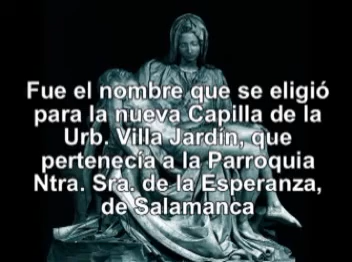 Fue el nombre que se eligió
para la nueva Capilla de la
Urb. Villa Jardín, que
pertenecía a la Parroquia
Ntra. Sra. de la Esperanza,
de Salamanca